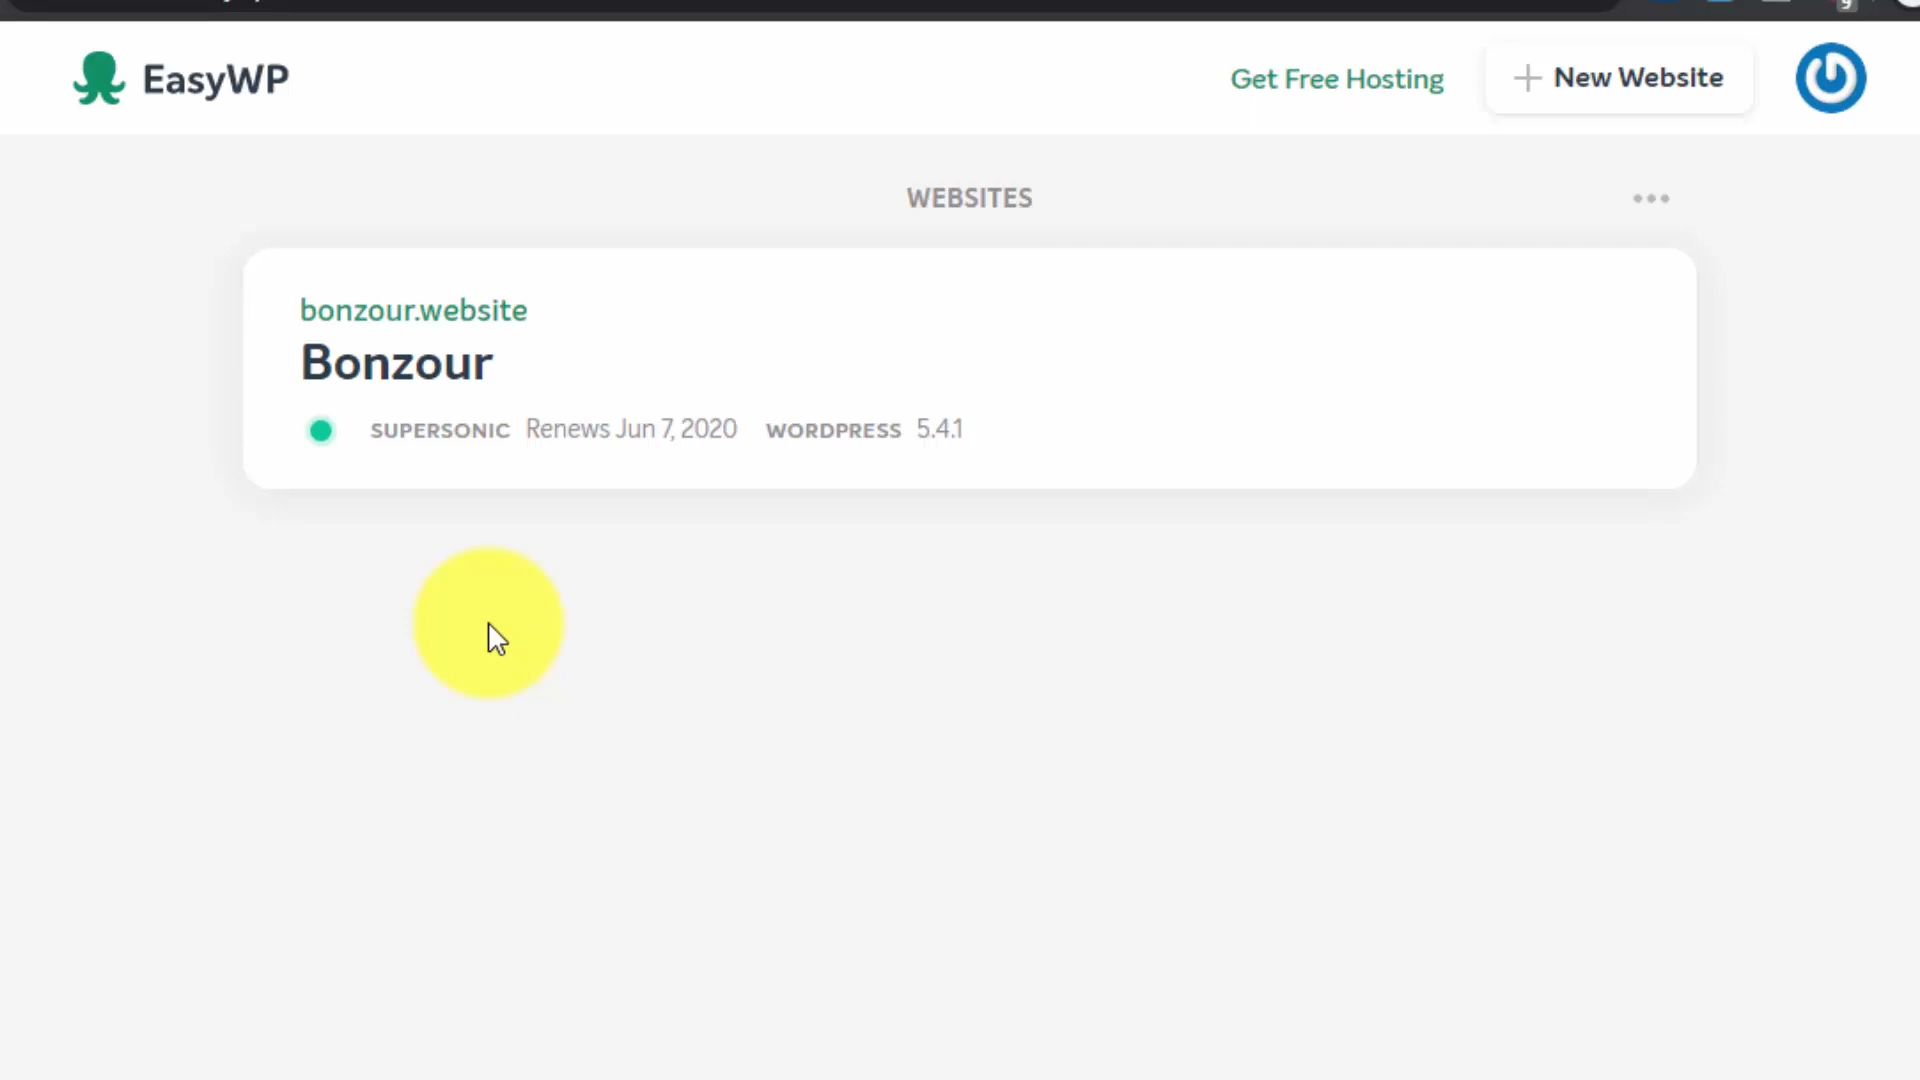 EasyWP
Get Free Hosting
New Website
WEBSITES
bonzour.website
Bonzour
SUPERSONIC Renews Jun 7, 2020 WORDPRESS 5.4.1
9